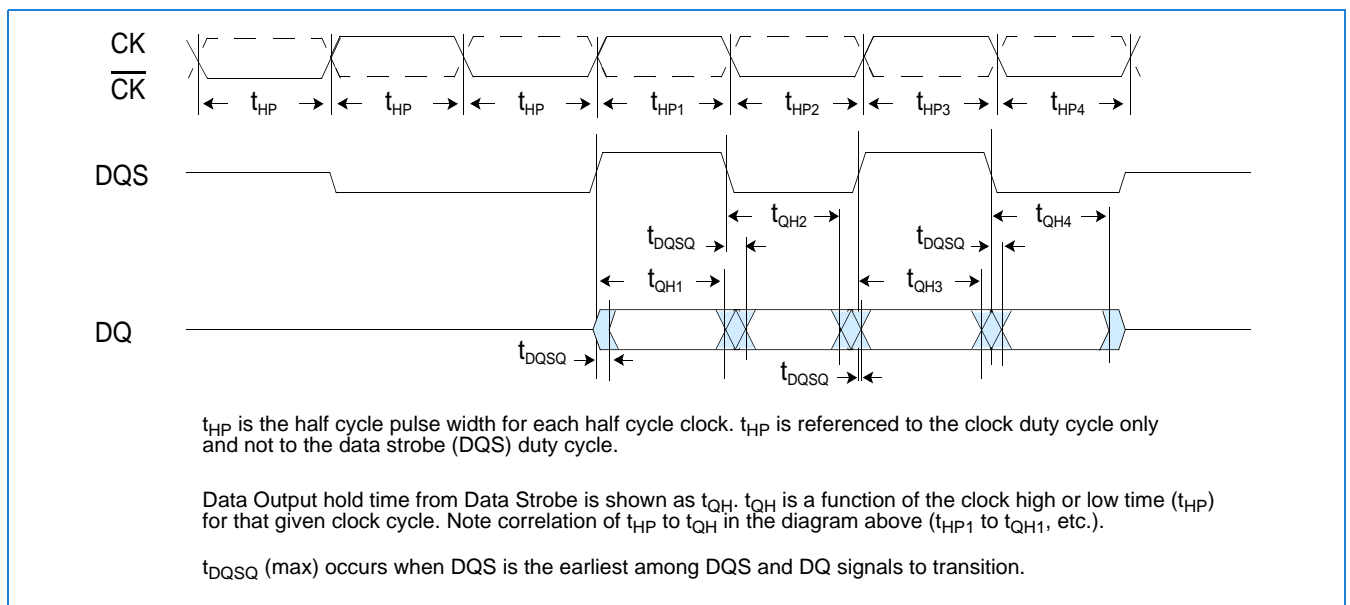 CK
CK
tHP tHP tHP tHP1 tHP2 tHP3 tHP4
DQS
tQH2 tQH4
tDQSQ tDQSQ
tQH1 tQH3
DQ
tDQSQ tDQSQ
tHP is the half cycle pulse width for each half cycle clock. tHP is referenced to the clock duty cycle only
and not to the data strobe (DQS) duty cycle.
Data Output hold time from Data Strobe is shown as tQH. tQH is a function of the clock high or low time (tHP)
for that given clock cycle. Note correlation of tHP to tQH in the diagram above (tHP1 to tQH1, etc.).
tDQSQ (max) occurs when DQS is the earliest among DQS and DQ signals to transition.